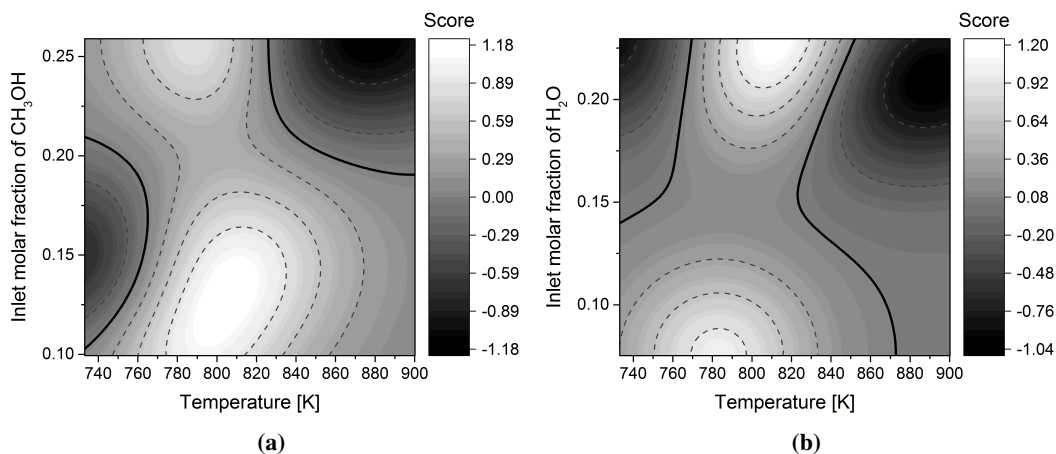 Score
1.18
0.89
0.59
0.29
0.00
-0.29
-0.59
-0.89
-1.18
0.25
0.20
0.15
0.10
Inlet molar fraction of CH₃OH
740 760 780 800 820 840 860 880 900
Temperature [K]
(a)
Score
1.20
0.92
0.64
0.36
0.08
-0.20
-0.48
-0.76
-1.04
0.20
0.15
0.10
Inlet molar fraction of H₂O
740 760 780 800 820 840 860 880 900
Temperature [K]
(b)